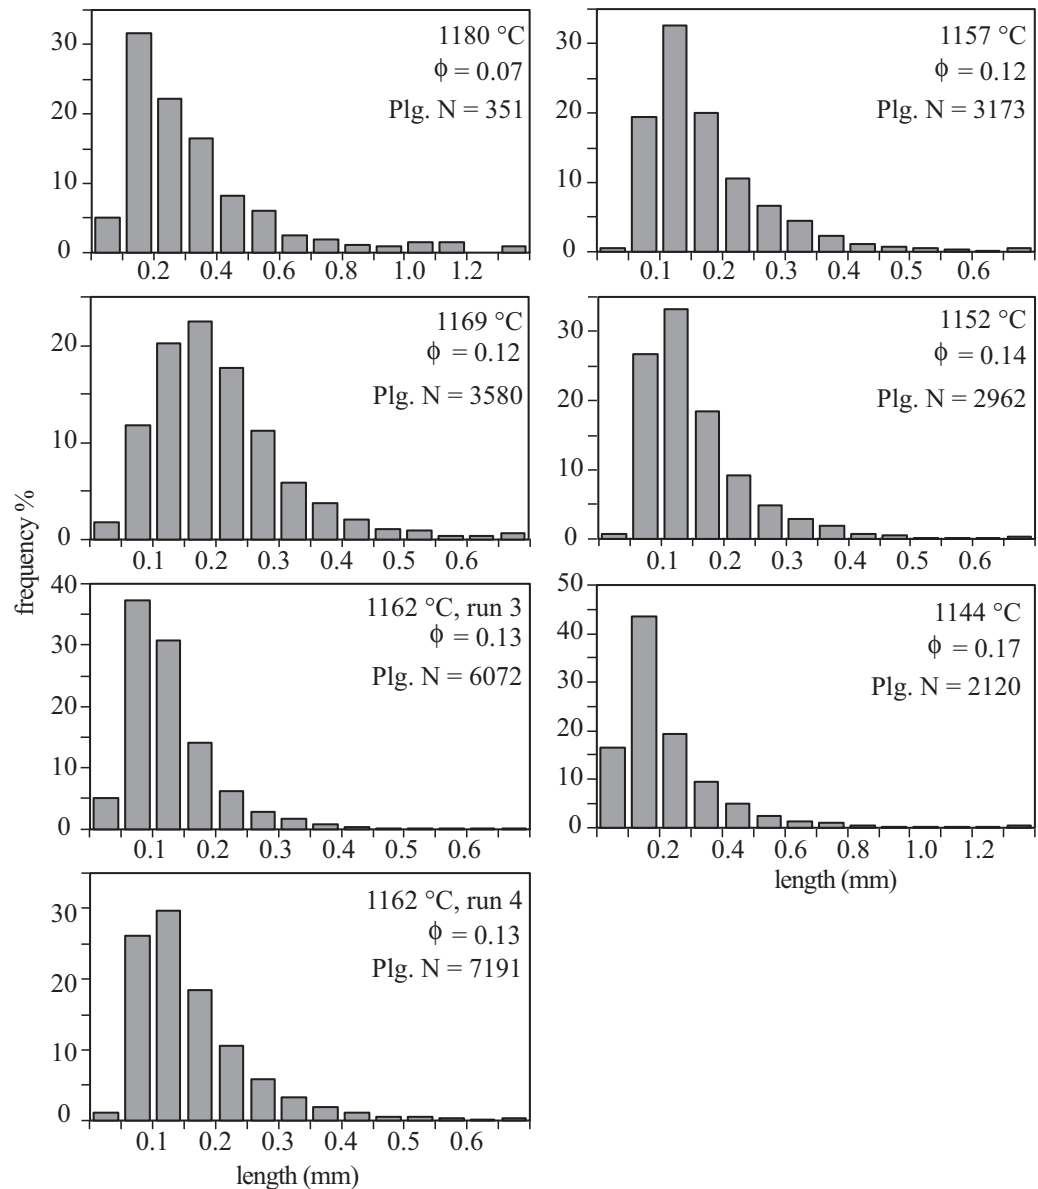 30
20
10
0
1180 °C
ϕ = 0.07
Plg. N = 351
0.2 0.4 0.6 0.8 1.0 1.2
30
20
10
0
1157 °C
ϕ = 0.12
Plg. N = 3173
0.1 0.2 0.3 0.4 0.5 0.6
20
10
0
1169 °C
ϕ = 0.12
Plg. N = 3580
0.1 0.2 0.3 0.4 0.5 0.6
30
20
10
0
1152 °C
ϕ = 0.14
Plg. N = 2962
0.1 0.2 0.3 0.4 0.5 0.6
frequency %
40
30
20
10
0
1162 °C, run 3
ϕ = 0.13
Plg. N = 6072
0.1 0.2 0.3 0.4 0.5 0.6
50
40
30
20
10
0
1144 °C
ϕ = 0.17
Plg. N = 2120
0.2 0.4 0.6 0.8 1.0 1.2
length (mm)
30
20
10
0
1162 °C, run 4
ϕ = 0.13
Plg. N = 7191
0.1 0.2 0.3 0.4 0.5 0.6
length (mm)